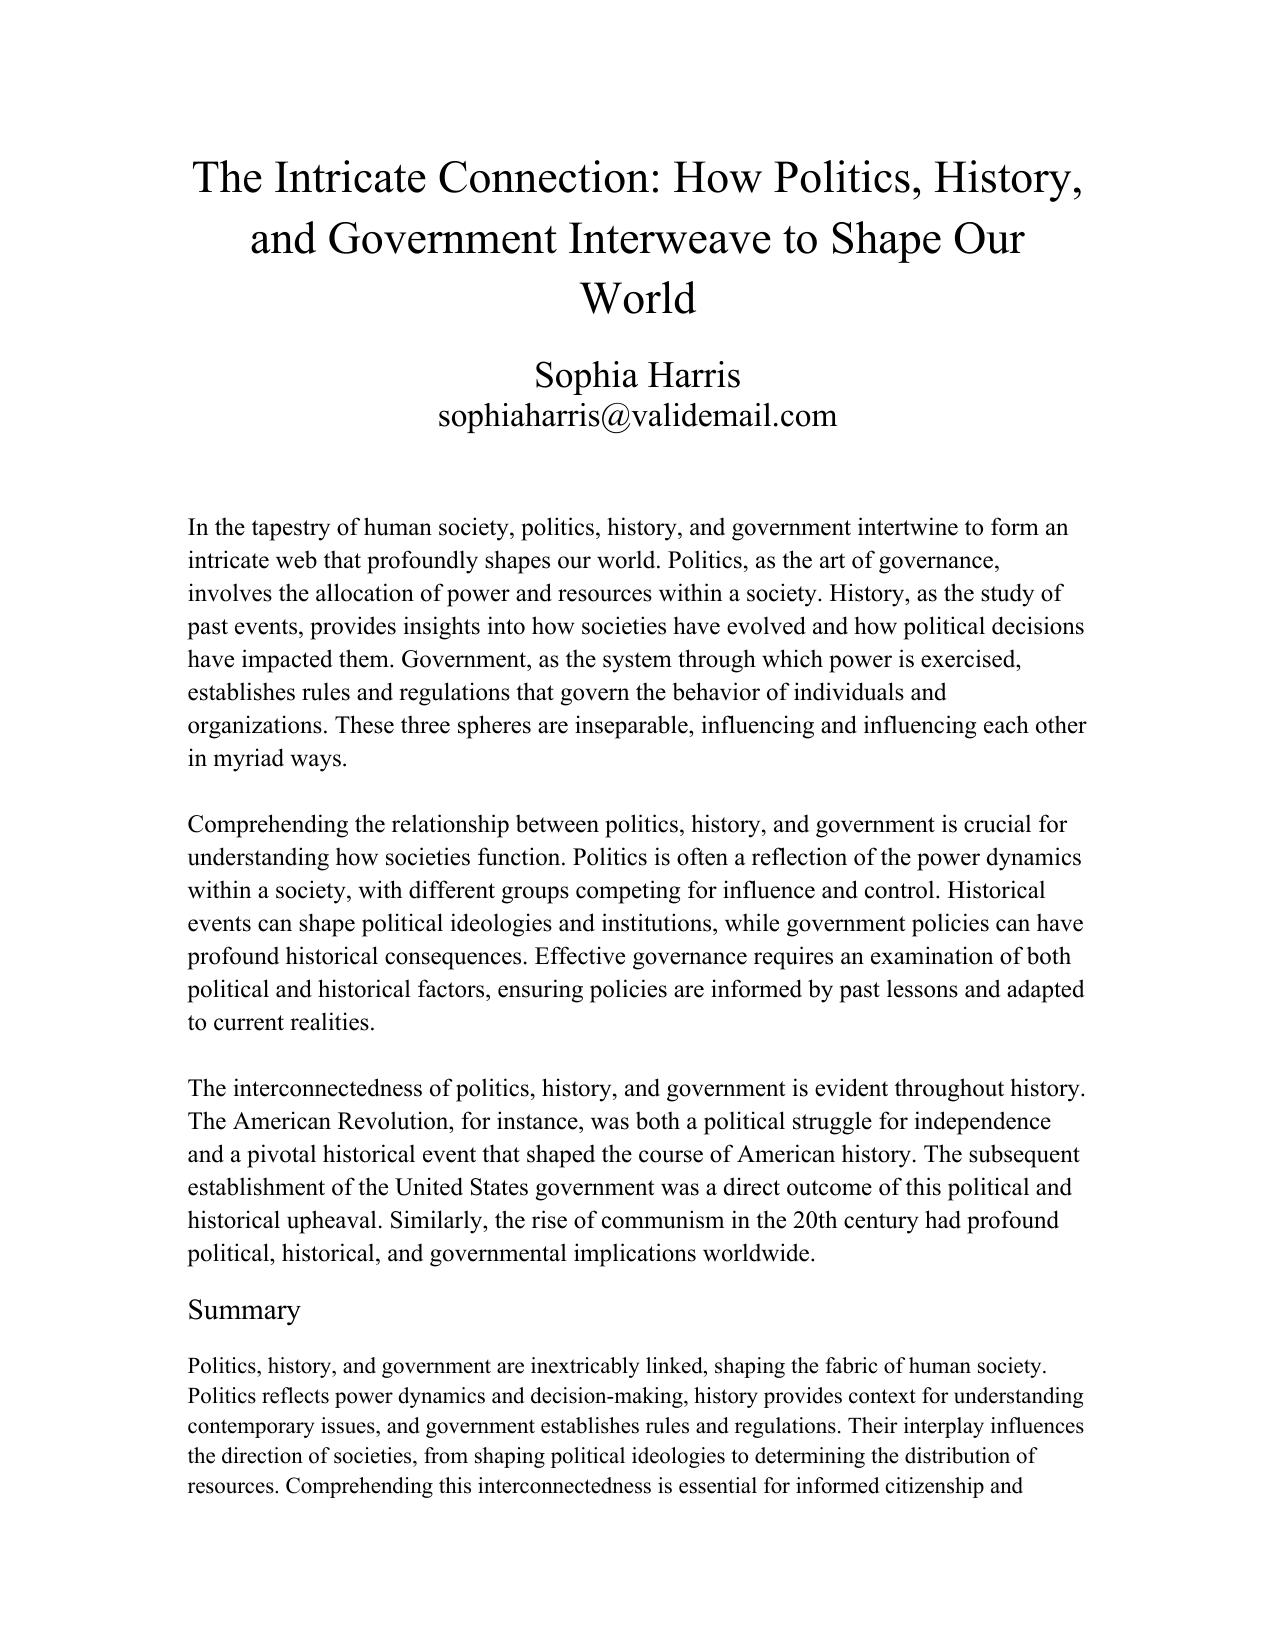 The Intricate Connection: How Politics, History,
and Government Interweave to Shape Our
World
Sophia Harris
sophiaharris@validemail.com
In the tapestry of human society, politics, history, and government intertwine to form an
intricate web that profoundly shapes our world. Politics, as the art of governance,
involves the allocation of power and resources within a society. History, as the study of
past events, provides insights into how societies have evolved and how political decisions
have impacted them. Government, as the system through which power is exercised,
establishes rules and regulations that govern the behavior of individuals and
organizations. These three spheres are inseparable, influencing and influencing each other
in myriad ways.
Comprehending the relationship between politics, history, and government is crucial for
understanding how societies function. Politics is often a reflection of the power dynamics
within a society, with different groups competing for influence and control. Historical
events can shape political ideologies and institutions, while government policies can have
profound historical consequences. Effective governance requires an examination of both
political and historical factors, ensuring policies are informed by past lessons and adapted
to current realities.
The interconnectedness of politics, history, and government is evident throughout history.
The American Revolution, for instance, was both a political struggle for independence
and a pivotal historical event that shaped the course of American history. The subsequent
establishment of the United States government was a direct outcome of this political and
historical upheaval. Similarly, the rise of communism in the 20th century had profound
political, historical, and governmental implications worldwide.
Summary
Politics, history, and government are inextricably linked, shaping the fabric of human society.
Politics reflects power dynamics and decision-making, history provides context for understanding
contemporary issues, and government establishes rules and regulations. Their interplay influences
the direction of societies, from shaping political ideologies to determining the distribution of
resources. Comprehending this interconnectedness is essential for informed citizenship and